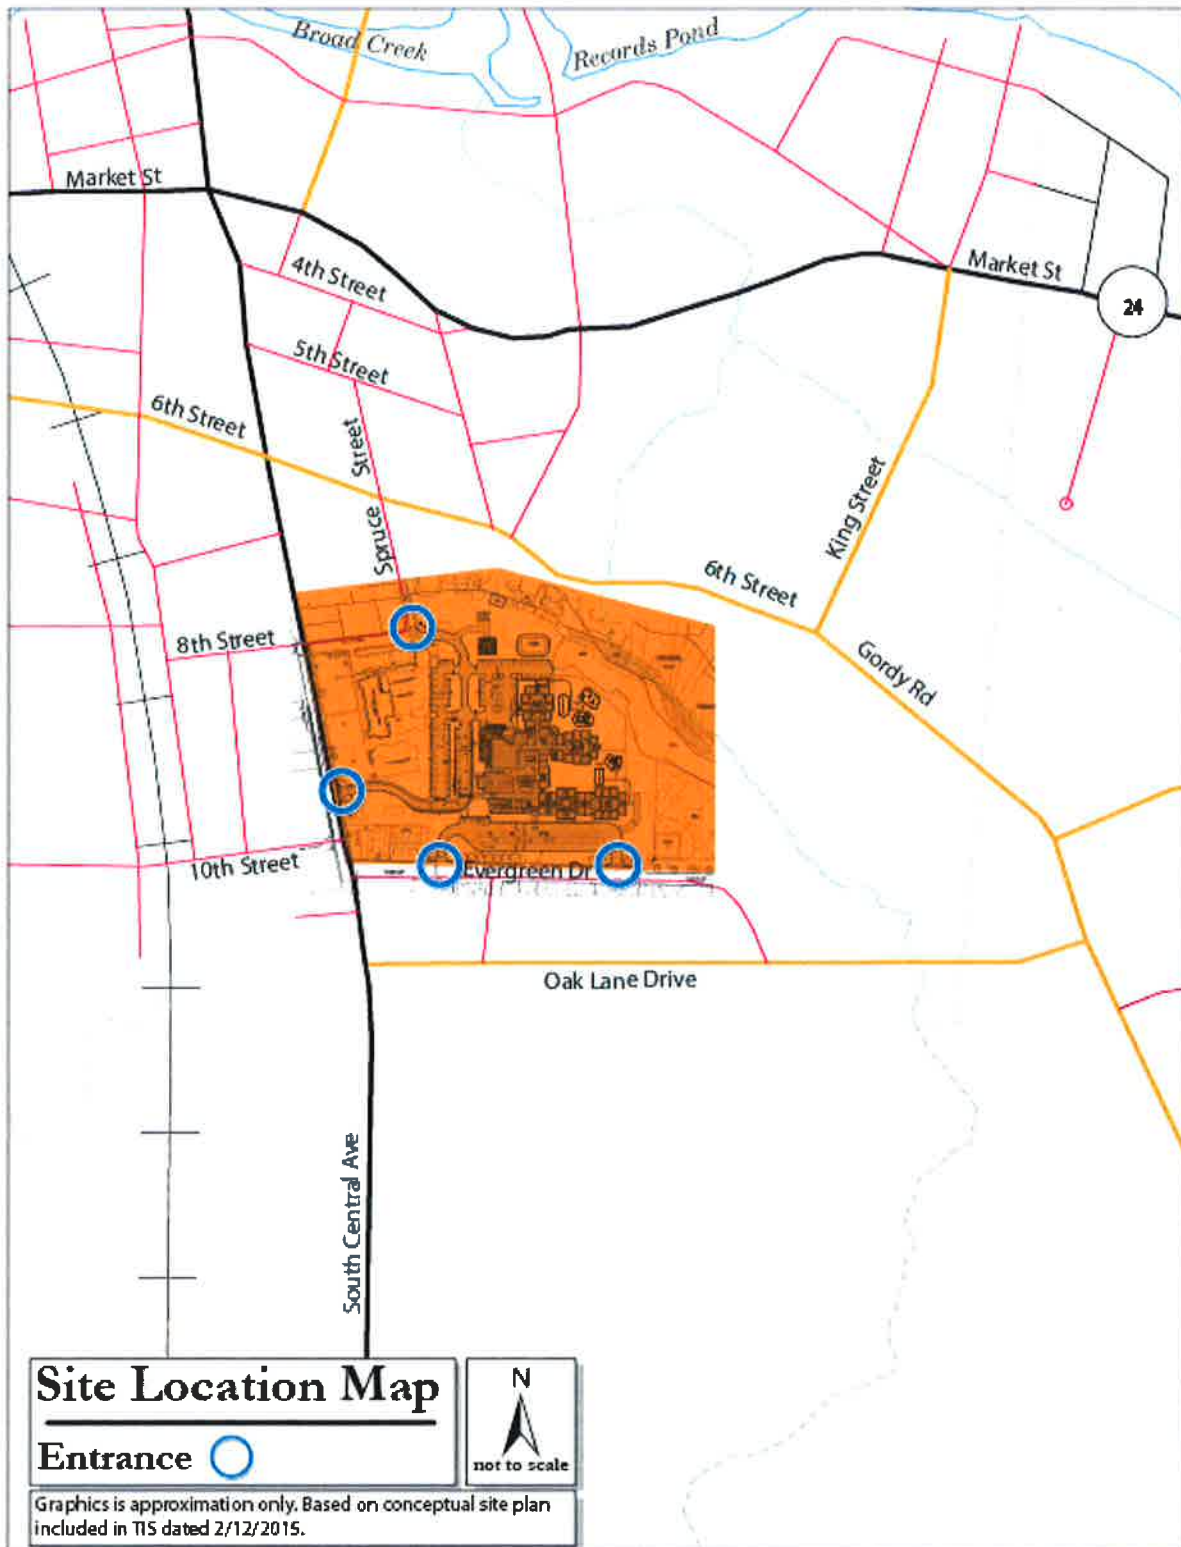 Broad Creek
Records Pond
Market St
Market St
24
4th Street
5th Street
6th Street
Spruce Street
King Street
6th Street
8th Street
Gordy Rd
10th Street
Evergreen Dr
Oak Lane Drive
South Central Ave
Site Location Map
Entrance
N
not to scale
Graphics is approximation only. Based on conceptual site plan
included in TIS dated 2/12/2015.